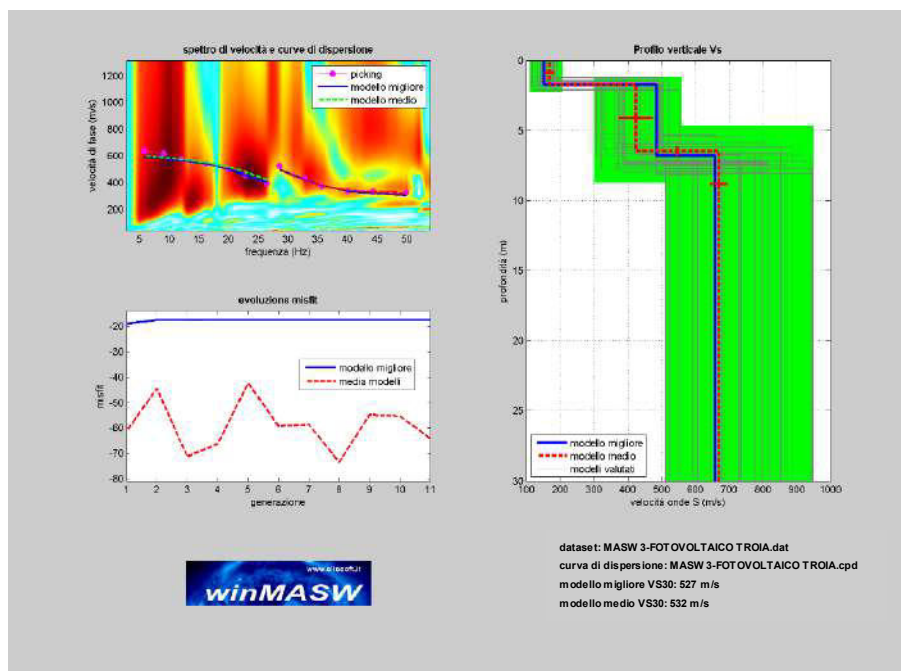 spettro di velocità e curve di dispersione
velocità di fase (m/s)
1200
1000
800
600
400
200
picking
modello migliore
modello medio
5 10 15 20 25 30 35 40 45 50
frequenza (Hz)
evoluzione misfit
misfit
-20
-30
-40
-50
-60
-70
-80
modello migliore
media modelli
1 2 3 4 5 6 7 8 9 10 11
generazione
Profilo verticale Vs
profondità (m)
0
5
10
15
20
25
30
modello migliore
modello medio
modelli valutati
100 200 300 400 500 600 700 800 900 1000
velocità onde S (m/s)
www.eliosoft.it
winMASW
dataset: MASW 3-FOTOVOLTAICO TROIA.dat
curva di dispersione: MASW 3-FOTOVOLTAICO TROIA.cpd
modello migliore VS30: 527 m/s
modello medio VS30: 532 m/s